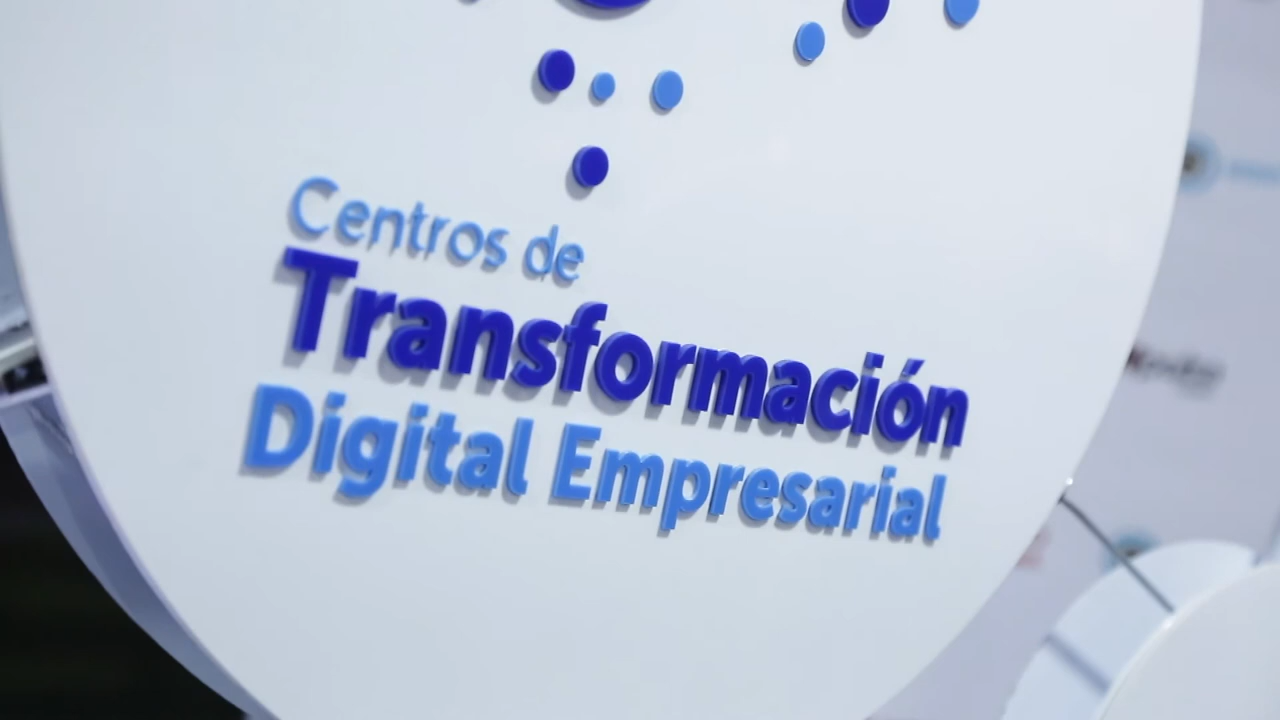 Centros de
Transformación
Digital Empresarial